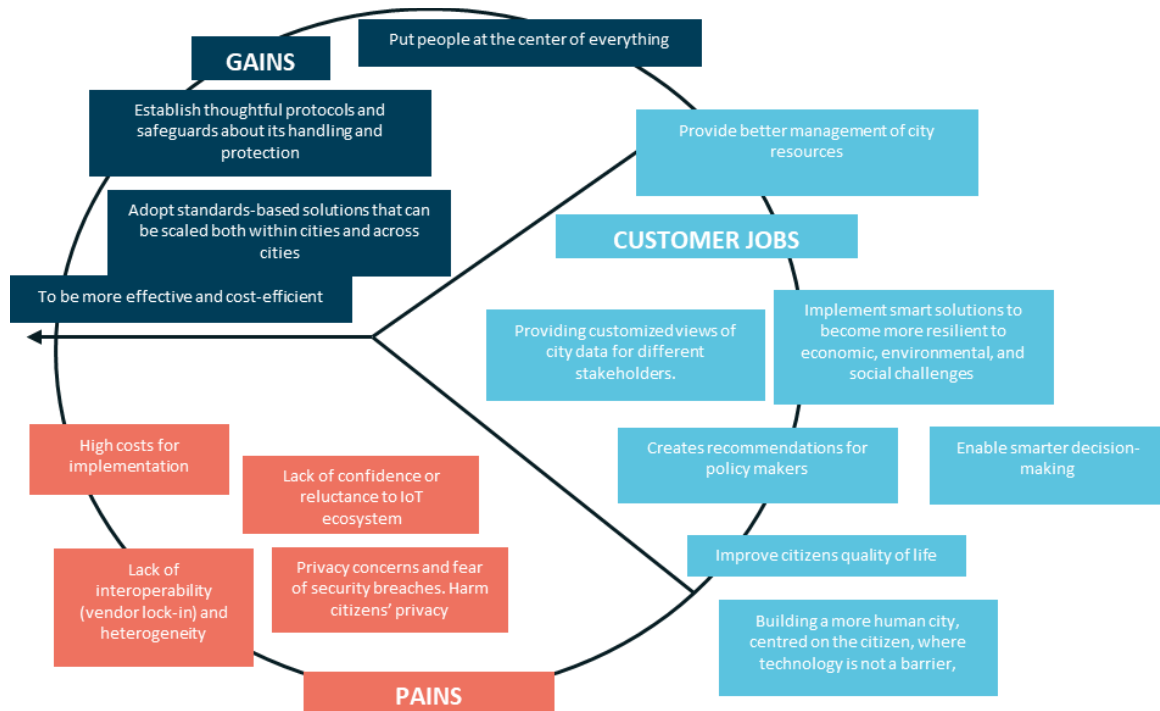 Put people at the center of everything
GAINS
Establish thoughtful protocols and
safeguards about its handling and
protection
Adopt standards-based solutions that can
be scaled both within cities and across
cities
To be more effective and cost-efficient
Provide better management of city
resources
CUSTOMER JOBS
Providing customized views of
city data for different
stakeholders.
Implement smart solutions to
become more resilient to
economic, environmental, and
social challenges
Creates recommendations for
policy makers
Enable smarter decision-
making
Improve citizens quality of life
Building a more human city,
centred on the citizen, where
technology is not a barrier,
High costs for
implementation
Lack of confidence or
reluctance to IoT
ecosystem
Lack of
interoperability
(vendor lock-in) and
heterogeneity
Privacy concerns and fear
of security breaches. Harm
citizens’ privacy
PAINS